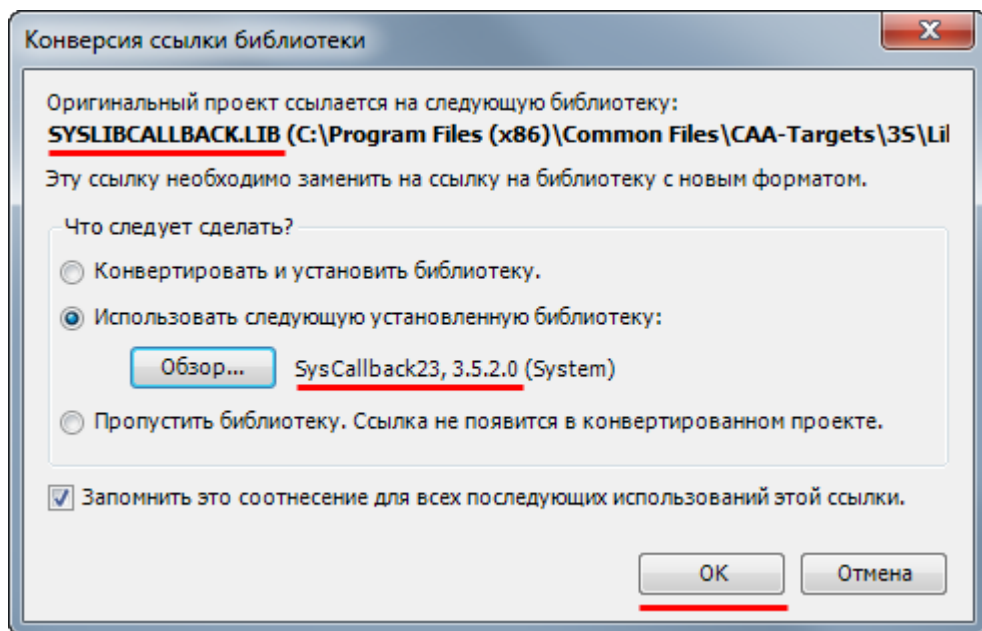 Конверсия ссылки библиотеки
Оригинальный проект ссылается на следующую библиотеку:
SYSLIBCALLBACK.LIB (C:\Program Files (x86)\Common Files\CAA-Targets\3S\Lil
Эту ссылку необходимо заменить на ссылку на библиотеку с новым форматом.
Что следует сделать?
Конвертировать и установить библиотеку.
Использовать следующую установленную библиотеку:
Обзор... SysCallback23, 3.5.2.0 (System)
Пропустить библиотеку. Ссылка не появится в конвертированном проекте.
Запомнить это соотнесение для всех последующих использований этой ссылки.
ОК Отмена